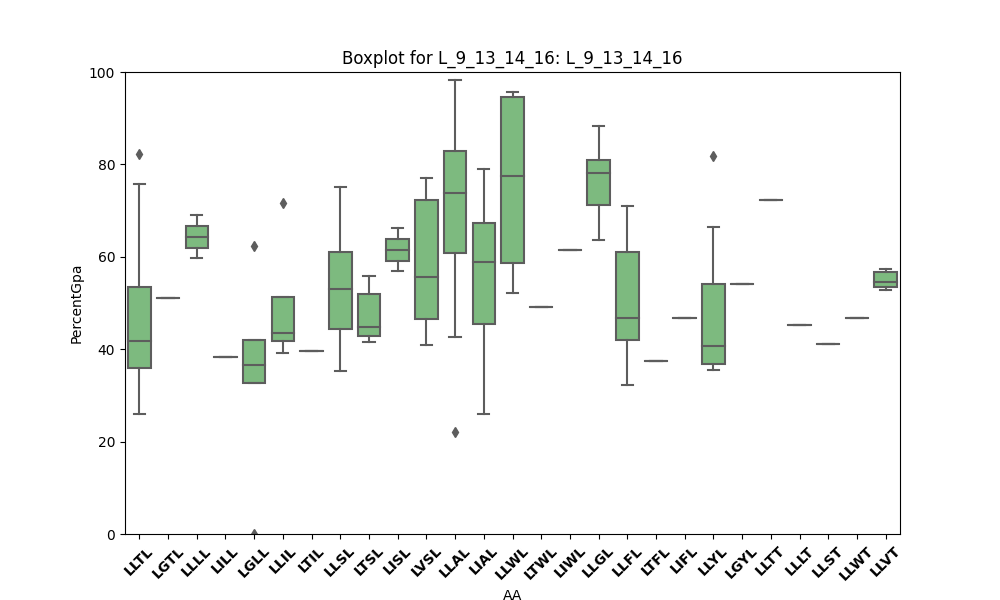 Boxplot for L_9_13_14_16: L_9_13_14_16
PercentGpa
100
80
60
40
20
0
LLTL LGTL LLLL LILL LGLL LLIL LTIL LLSL LTSL LISL LVSL LLAL LIAL LLWL LTWL LIWL LLGL LLFL LTFL LIFL LLYL LGYL LLTT LLLT LLST LLWT LLVT
AA